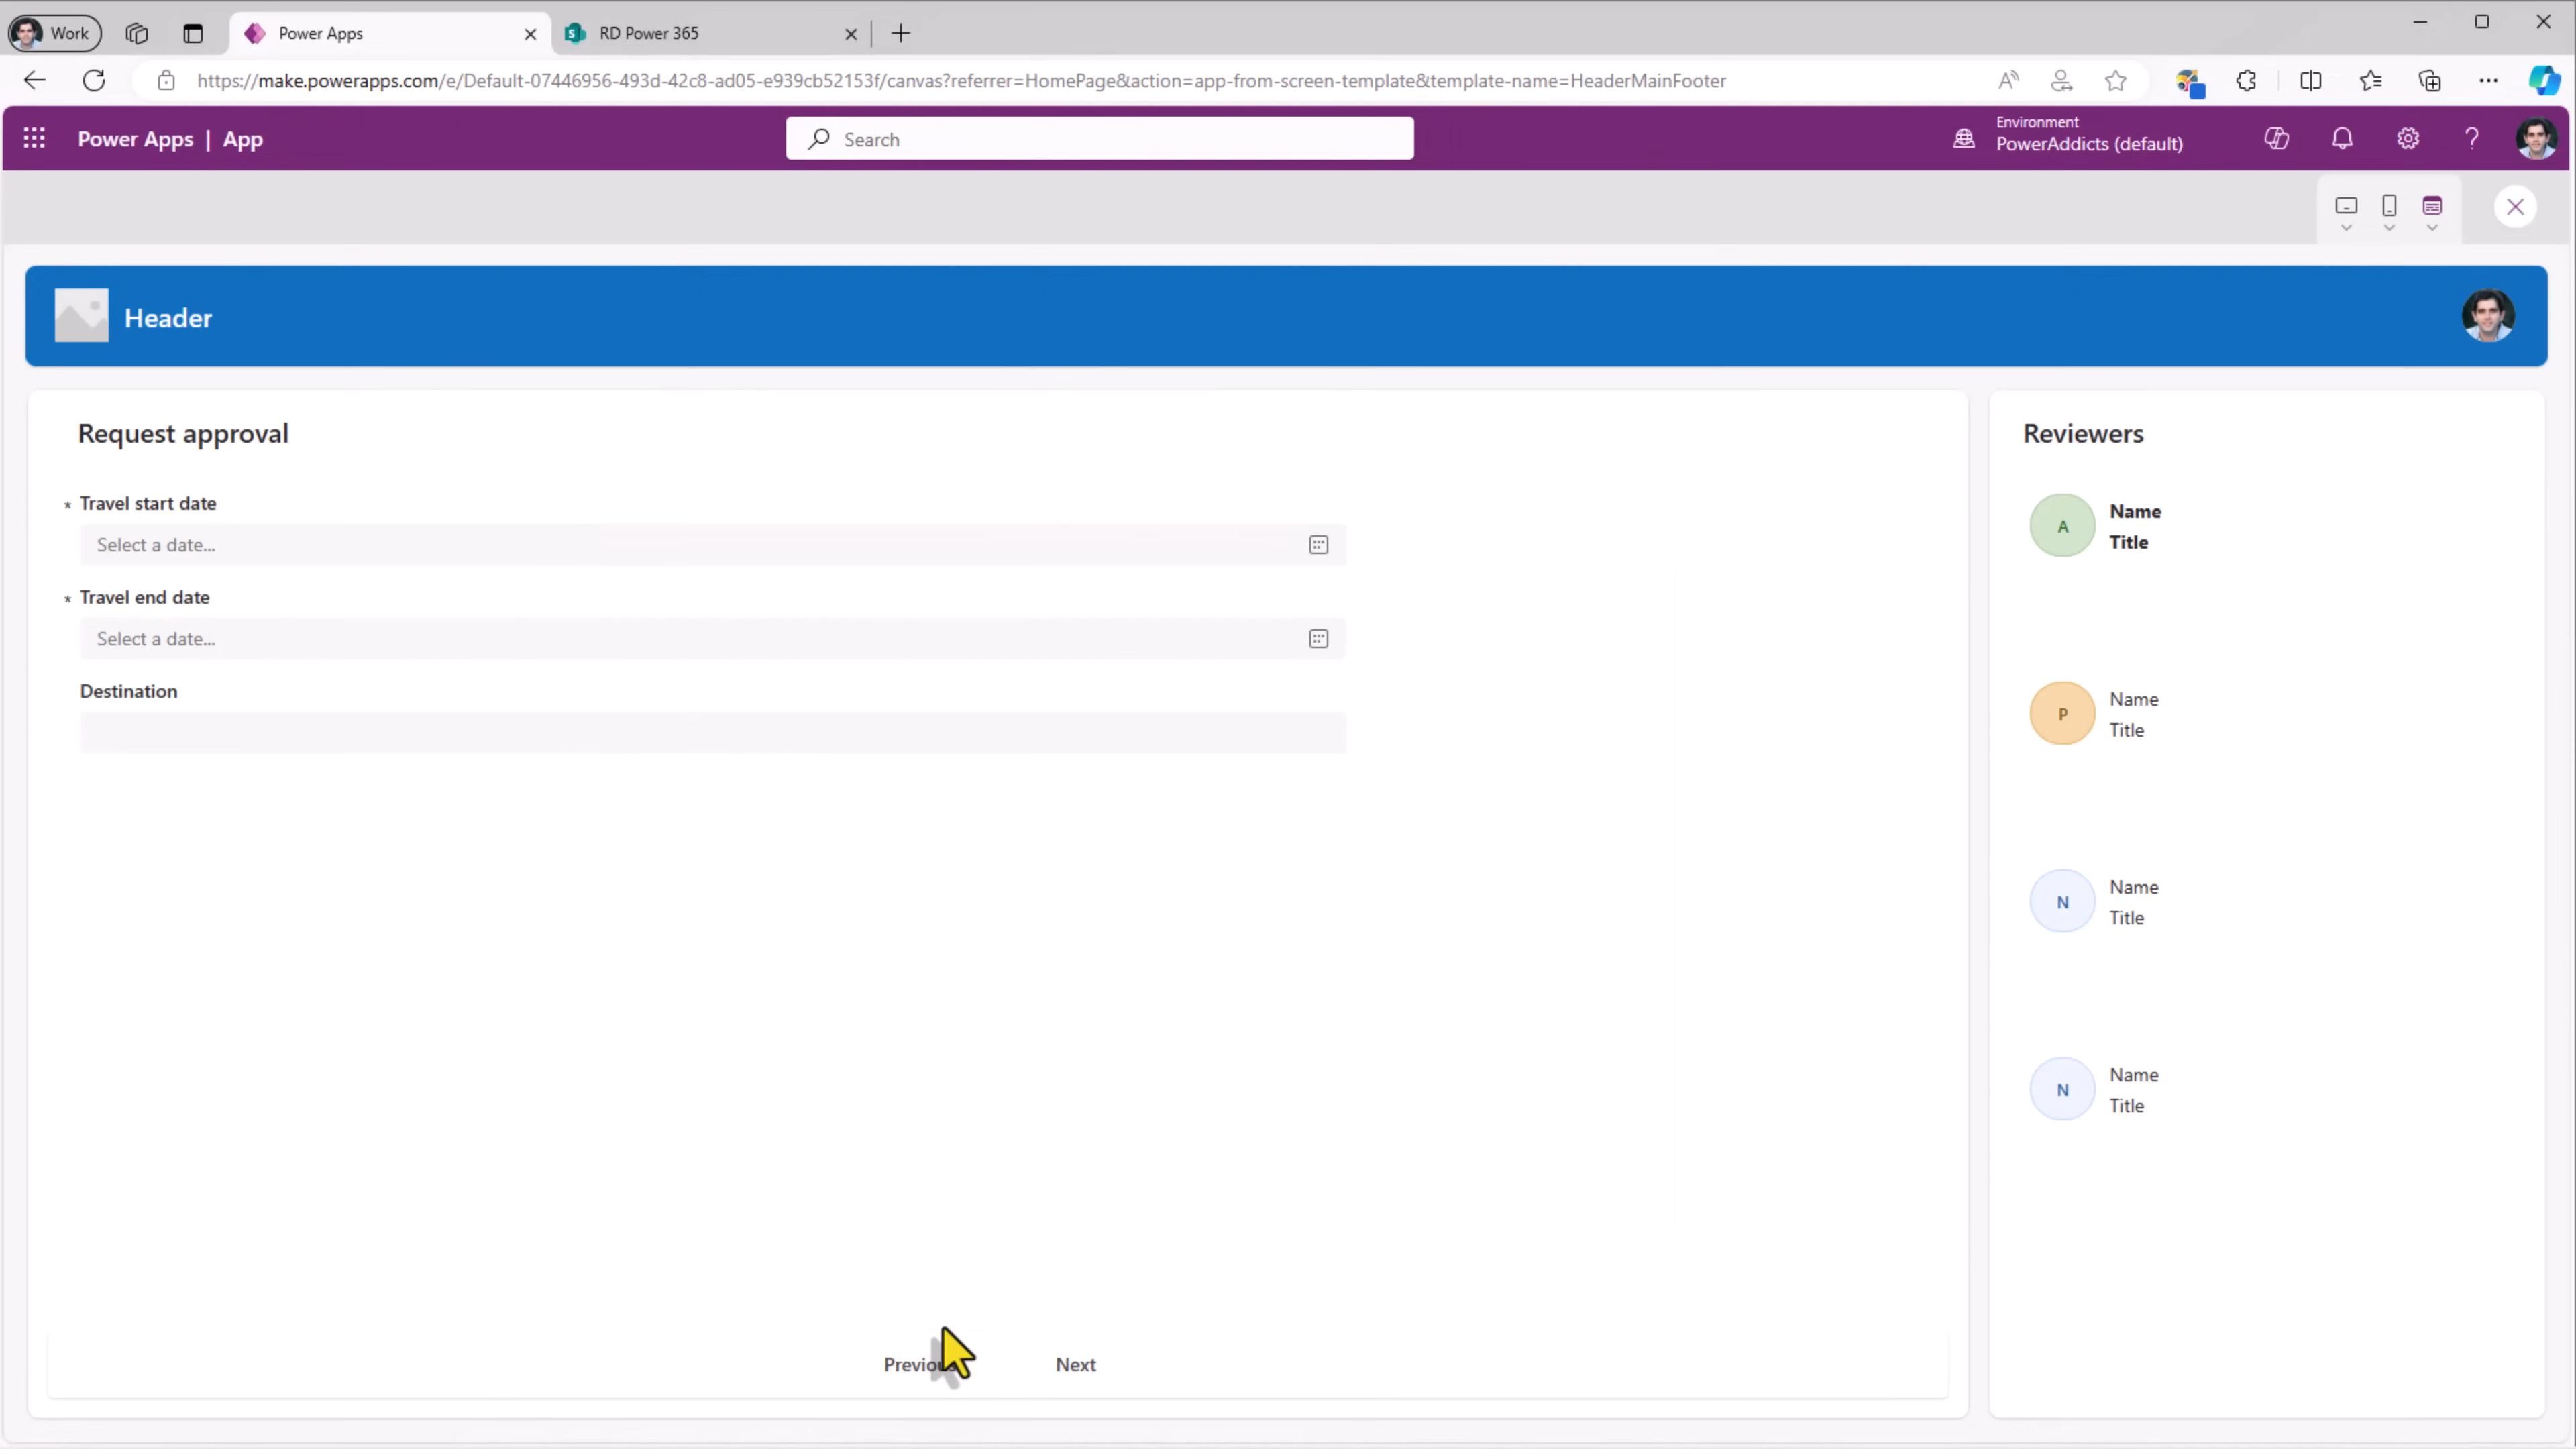 Work
Power Apps
RD Power 365
https://make.powerapps.com/e/Default-07446956-493d-42c8-ad05-e939cb52153f/canvas?referrer=HomePage&action=app-from-screen-template&template-name=HeaderMainFooter
Power Apps | App
Search
Environment
PowerAddicts (default)
Header
Request approval
* Travel start date
Select a date...
* Travel end date
Select a date...
Destination
Next
Reviewers
A
Name
Title
P
Name
Title
N
Name
Title
N
Name
Title